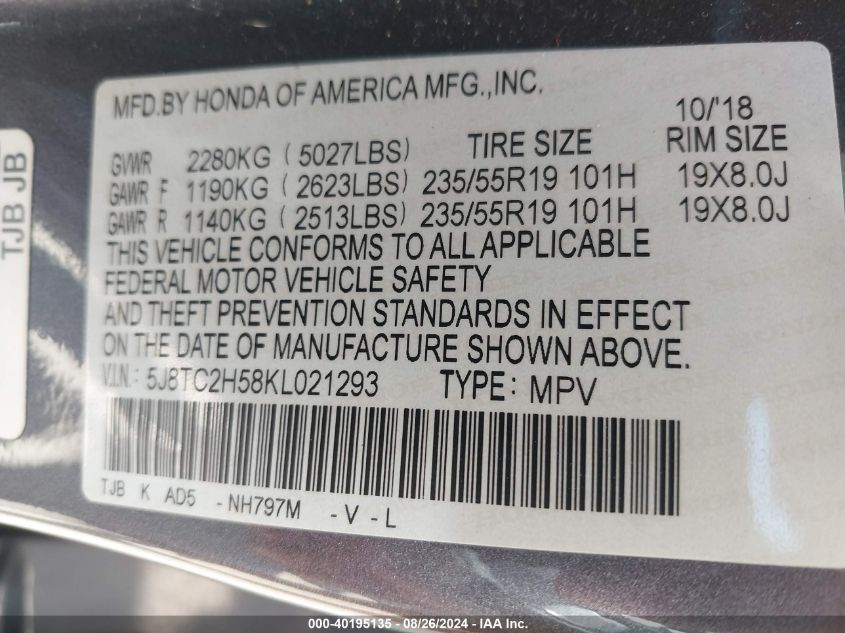 MFD.BY HONDA OF AMERICA MFG.,INC.
10/'18
GVWR 2280KG ( 5027LBS) TIRE SIZE RIM SIZE
GAWR F 1190KG ( 2623LBS) 235/55R19 101H 19X8.0J
GAWR R 1140KG ( 2513LBS) 235/55R19 101H 19X8.0J
THIS VEHICLE CONFORMS TO ALL APPLICABLE
FEDERAL MOTOR VEHICLE SAFETY
AND THEFT PREVENTION STANDARDS IN EFFECT
ON THE DATE OF MANUFACTURE SHOWN ABOVE.
V.I.N.: 5J8TC2H58KL021293 TYPE: MPV
TJB K AD5 -NH797M -V-L
TJB JB
000-40195135 - 08/26/2024 - IAA, Inc.